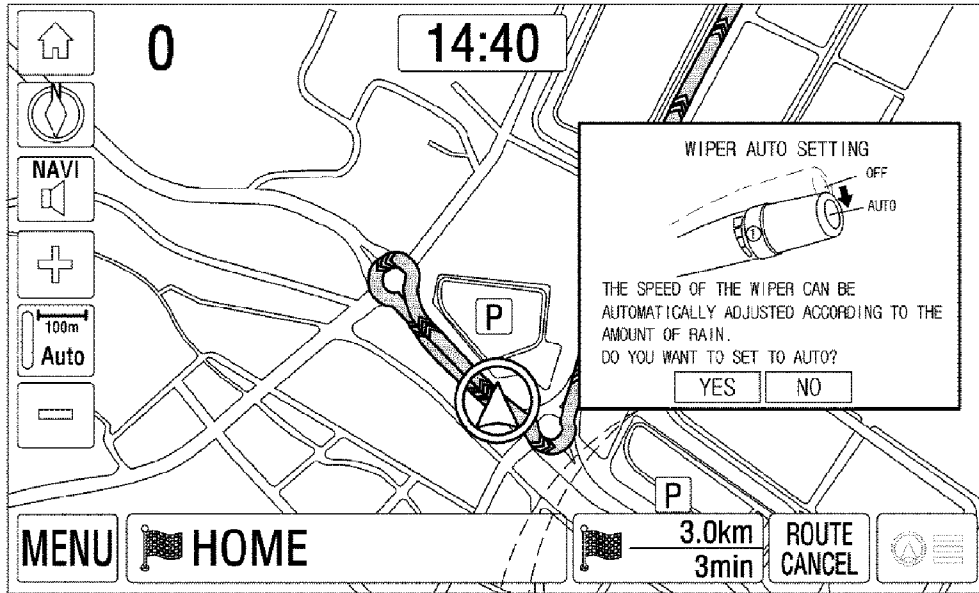 0
14:40
N
NAVI
100m
Auto
WIPER AUTO SETTING
OFF
AUTO
THE SPEED OF THE WIPER CAN BE
AUTOMATICALLY ADJUSTED ACCORDING TO THE
AMOUNT OF RAIN.
DO YOU WANT TO SET TO AUTO?
YES NO
P
P
MENU
HOME
3.0km
3min
ROUTE
CANCEL